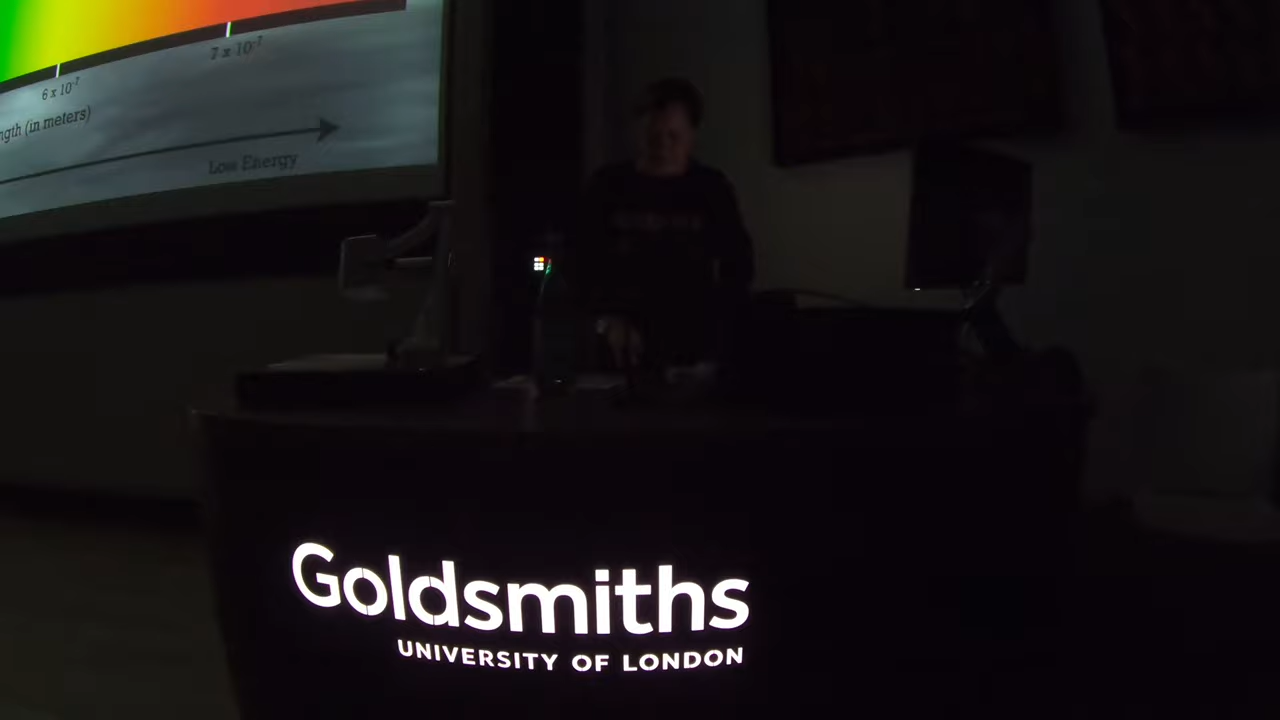 7 x 10⁻⁷
6 x 10⁻⁷
ngth (in meters)
Low Energy
Goldsmiths
UNIVERSITY OF LONDON